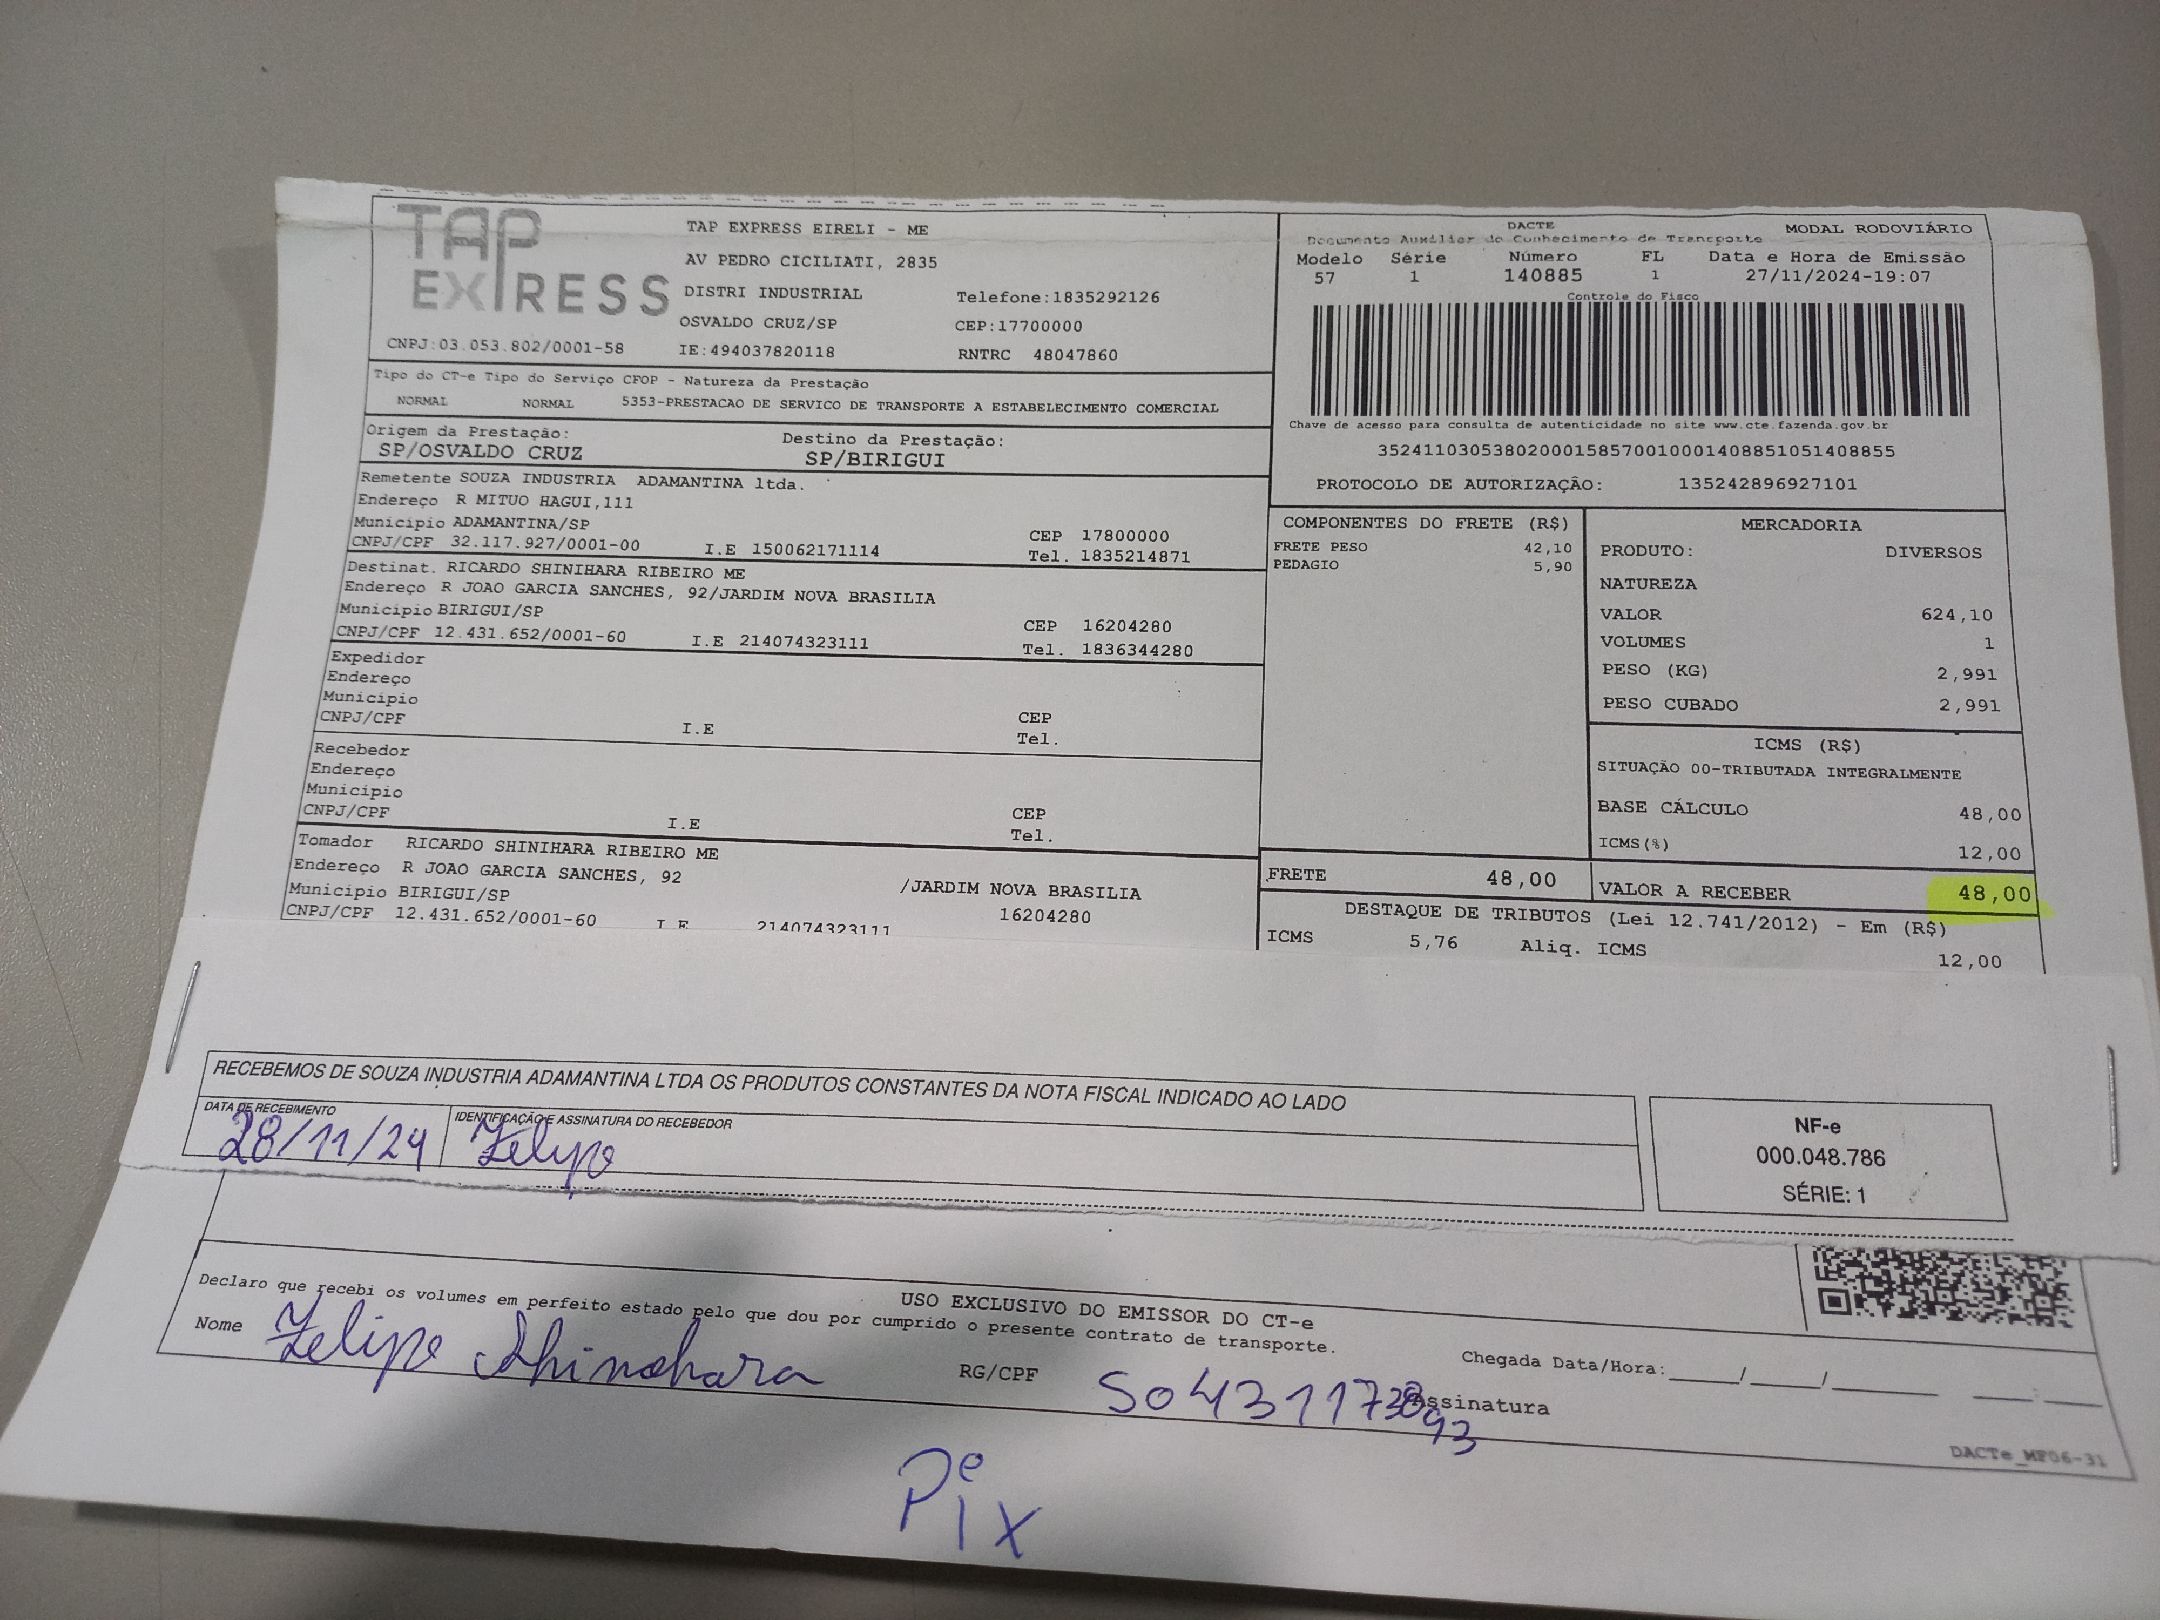 TAP EXPRESS
TAP EXPRESS EIRELI - ME
AV PEDRO CICILIATI, 2835
DISTRI INDUSTRIAL Telefone:1835292126
OSVALDO CRUZ/SP CEP:17700000
CNPJ:03.053.802/0001-58 IE:494037820118 RNTRC 48047860
DACTE MODAL RODOVIÁRIO
Documento Auxiliar do Conhecimento de Transporte
Modelo Série Número FL Data e Hora de Emissão
57 1 140885 1 27/11/2024-19:07
Controle do Fisco
Chave de acesso para consulta de autenticidade no site www.cte.fazenda.gov.br
35241103053802000158570010001408851051408855
PROTOCOLO DE AUTORIZAÇÃO: 135242896927101
Tipo do CT-e Tipo do Serviço CFOP - Natureza da Prestação
NORMAL NORMAL 5353-PRESTACAO DE SERVICO DE TRANSPORTE A ESTABELECIMENTO COMERCIAL
Origem da Prestação: Destino da Prestação:
SP/OSVALDO CRUZ SP/BIRIGUI
Remetente SOUZA INDUSTRIA ADAMANTINA ltda.
Endereço R MITUO HAGUI,111
Município ADAMANTINA/SP CEP 17800000
CNPJ/CPF 32.117.927/0001-00 I.E 150062171114 Tel. 1835214871
Destinat. RICARDO SHINIHARA RIBEIRO ME
Endereço R JOAO GARCIA SANCHES, 92/JARDIM NOVA BRASILIA
Município BIRIGUI/SP CEP 16204280
CNPJ/CPF 12.431.652/0001-60 I.E 214074323111 Tel. 1836344280
Expedidor
Endereço
Município CEP
CNPJ/CPF I.E Tel.
Recebedor
Endereço
Município CEP
CNPJ/CPF I.E Tel.
Tomador RICARDO SHINIHARA RIBEIRO ME
Endereço R JOAO GARCIA SANCHES, 92 /JARDIM NOVA BRASILIA
Município BIRIGUI/SP 16204280
CNPJ/CPF 12.431.652/0001-60 I E 214074323111
COMPONENTES DO FRETE (R$)
FRETE PESO 42,10
PEDAGIO 5,90
MERCADORIA
PRODUTO: DIVERSOS
NATUREZA
VALOR 624,10
VOLUMES 1
PESO (KG) 2,991
PESO CUBADO 2,991
ICMS (R$)
SITUAÇÃO 00-TRIBUTADA INTEGRALMENTE
BASE CÁLCULO 48,00
ICMS(%) 12,00
FRETE 48,00 VALOR A RECEBER 48,00
DESTAQUE DE TRIBUTOS (Lei 12.741/2012) - Em (R$)
ICMS 5,76 Aliq. ICMS 12,00
RECEBEMOS DE SOUZA INDUSTRIA ADAMANTINA LTDA OS PRODUTOS CONSTANTES DA NOTA FISCAL INDICADO AO LADO
DATA DE RECEBIMENTO IDENTIFICAÇÃO E ASSINATURA DO RECEBEDOR
28/11/24 Felipe
NF-e
000.048.786
SÉRIE: 1
USO EXCLUSIVO DO EMISSOR DO CT-e
Declaro que recebi os volumes em perfeito estado pelo que dou por cumprido o presente contrato de transporte.
Nome Felipe Shinohara RG/CPF Assinatura
Chegada Data/Hora:____/____/______ ____:____
DACTe_MF06-31
Pix